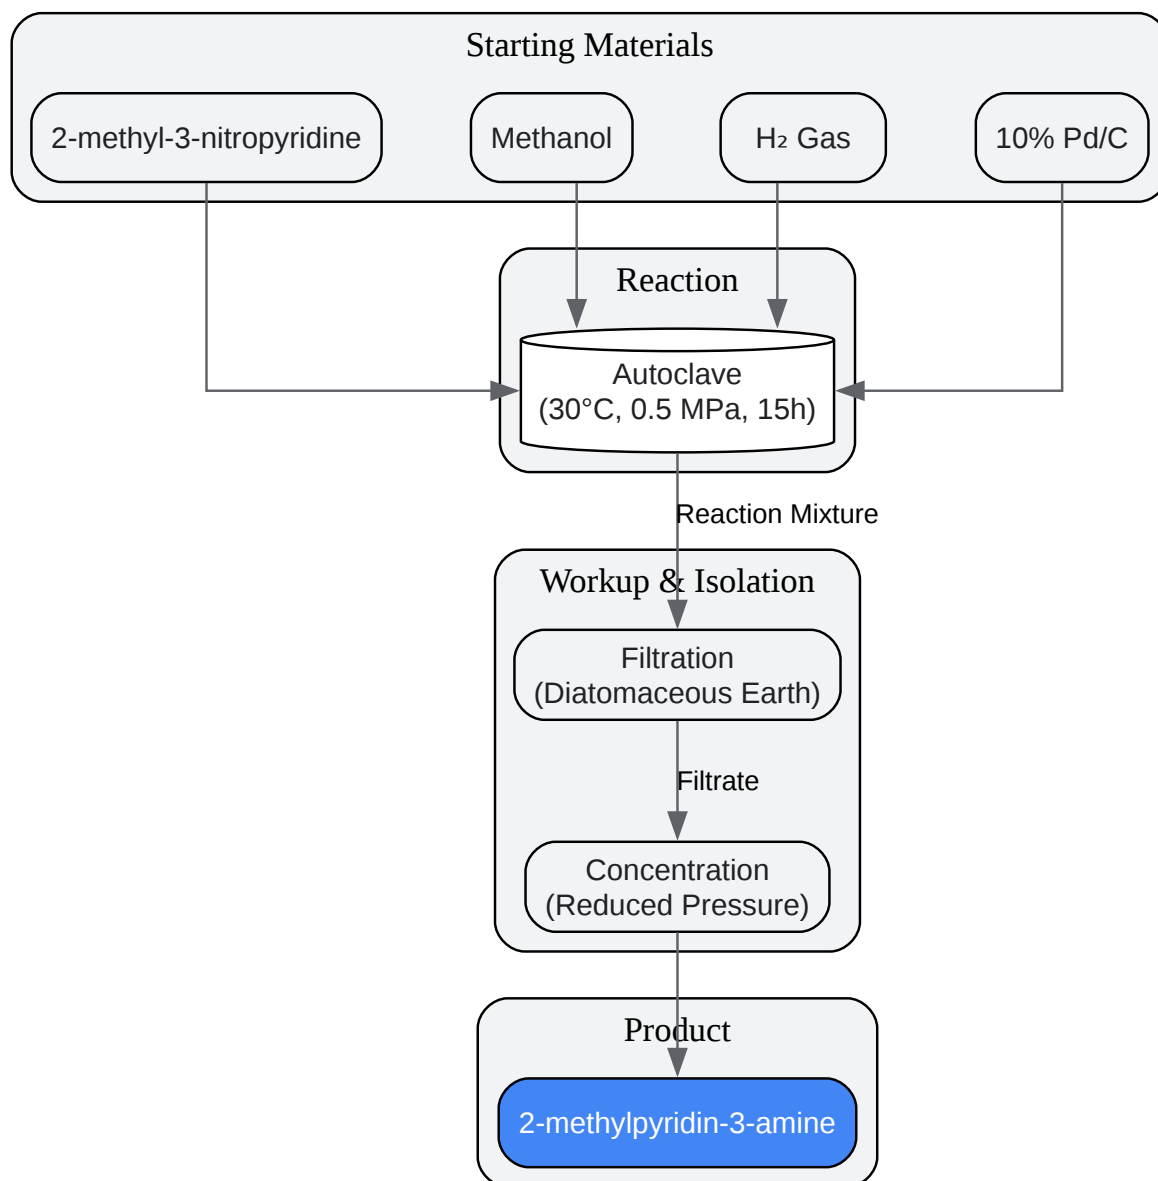 Starting Materials
2-methyl-3-nitropyridine
Methanol
H₂ Gas
10% Pd/C
Reaction
Autoclave
(30°C, 0.5 MPa, 15h)
Reaction Mixture
Workup & Isolation
Filtration
(Diatomaceous Earth)
Filtrate
Concentration
(Reduced Pressure)
Product
2-methylpyridin-3-amine